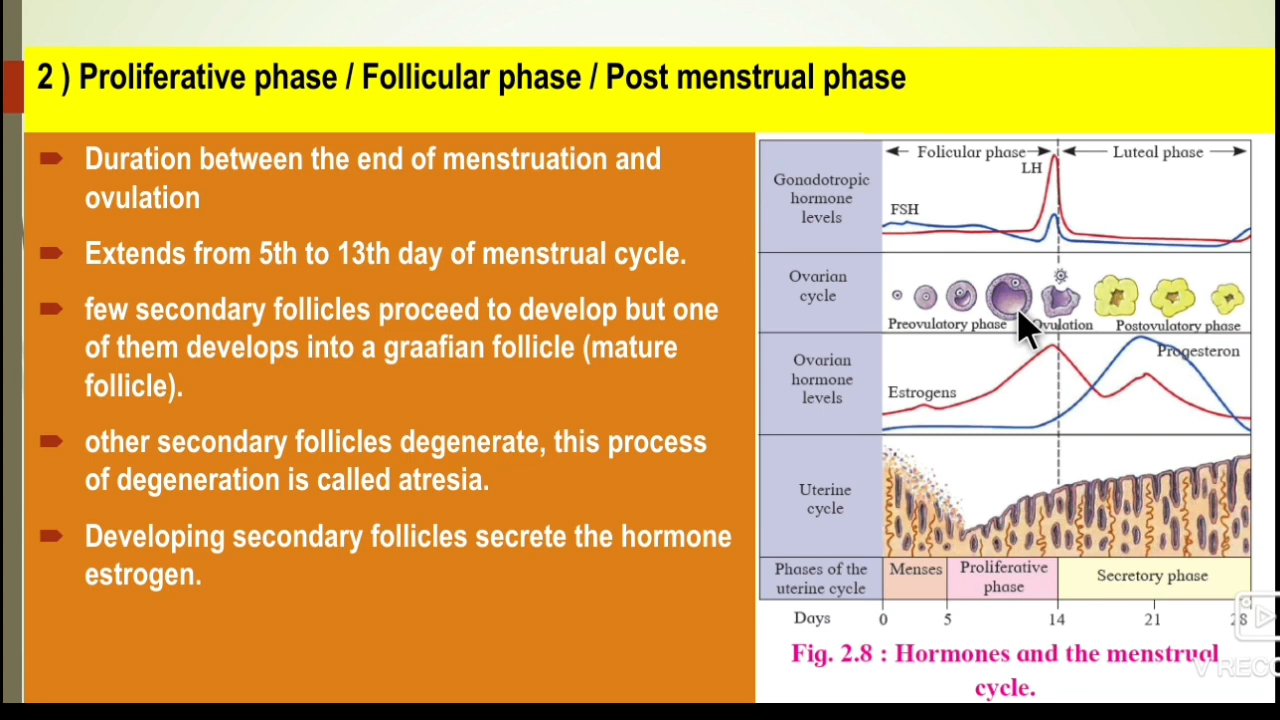 2 ) Proliferative phase / Follicular phase / Post menstrual phase
Duration between the end of menstruation and
ovulation
Extends from 5th to 13th day of menstrual cycle.
few secondary follicles proceed to develop but one
of them develops into a graafian follicle (mature
follicle).
other secondary follicles degenerate, this process
of degeneration is called atresia.
Developing secondary follicles secrete the hormone
estrogen.
Gonadotropic
hormone
levels
Folicular phase
Luteal phase
LH
FSH
Ovarian
cycle
Preovulatory phase
Ovulation
Postovulatory phase
Ovarian
hormone
levels
Progesteron
Estrogens
Uterine
cycle
Phases of the
uterine cycle
Menses
Proliferative
phase
Secretory phase
Days 0 5 14 21 28
Fig. 2.8 : Hormones and the menstrual
cycle.
V RECO